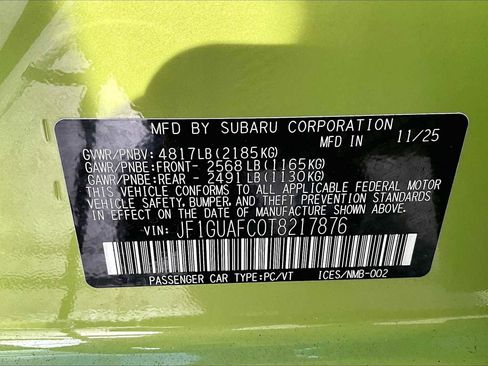 MFD BY SUBARU CORPORATION
GVWR/PNBV: 4817LB (2185KG) IN 11/25
GAWR/PNBE:FRONT- 2568LB (1165KG)
GAWR/PNBE:REAR - 2491LB (1130KG)
THIS VEHICLE CONFORMS TO ALL APPLICABLE FEDERAL MOTOR
VEHICLE SAFETY, BUMPER, AND THEFT PREVENTION STANDARDS
IN EFFECT ON THE DATE OF MANUFACTURE SHOWN ABOVE.
VIN: JF1GUAFC0T8217876
PASSENGER CAR TYPE:PC/VT ICES/NMB-002